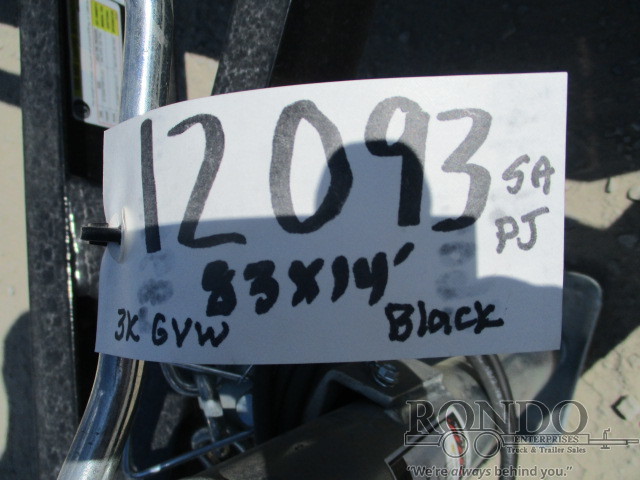 12093
SA
PJ
83X14'
3K GVW
Black
RONDO
ENTERPRISES
Truck & Trailer Sales
"We're always behind you."